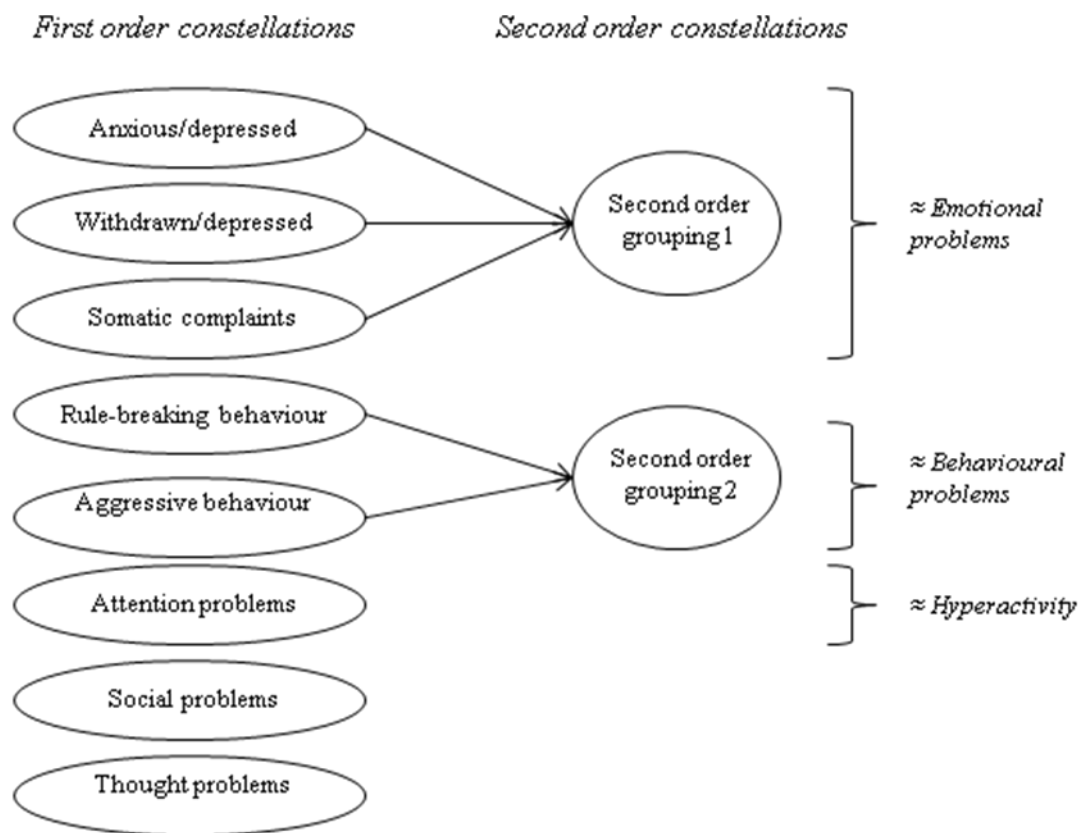 First order constellations
Second order constellations
Anxious/depressed
Withdrawn/depressed
Somatic complaints
Rule-breaking behaviour
Aggressive behaviour
Attention problems
Social problems
Thought problems
Second order
grouping 1
Second order
grouping 2
≈ Emotional
problems
≈ Behavioural
problems
≈ Hyperactivity